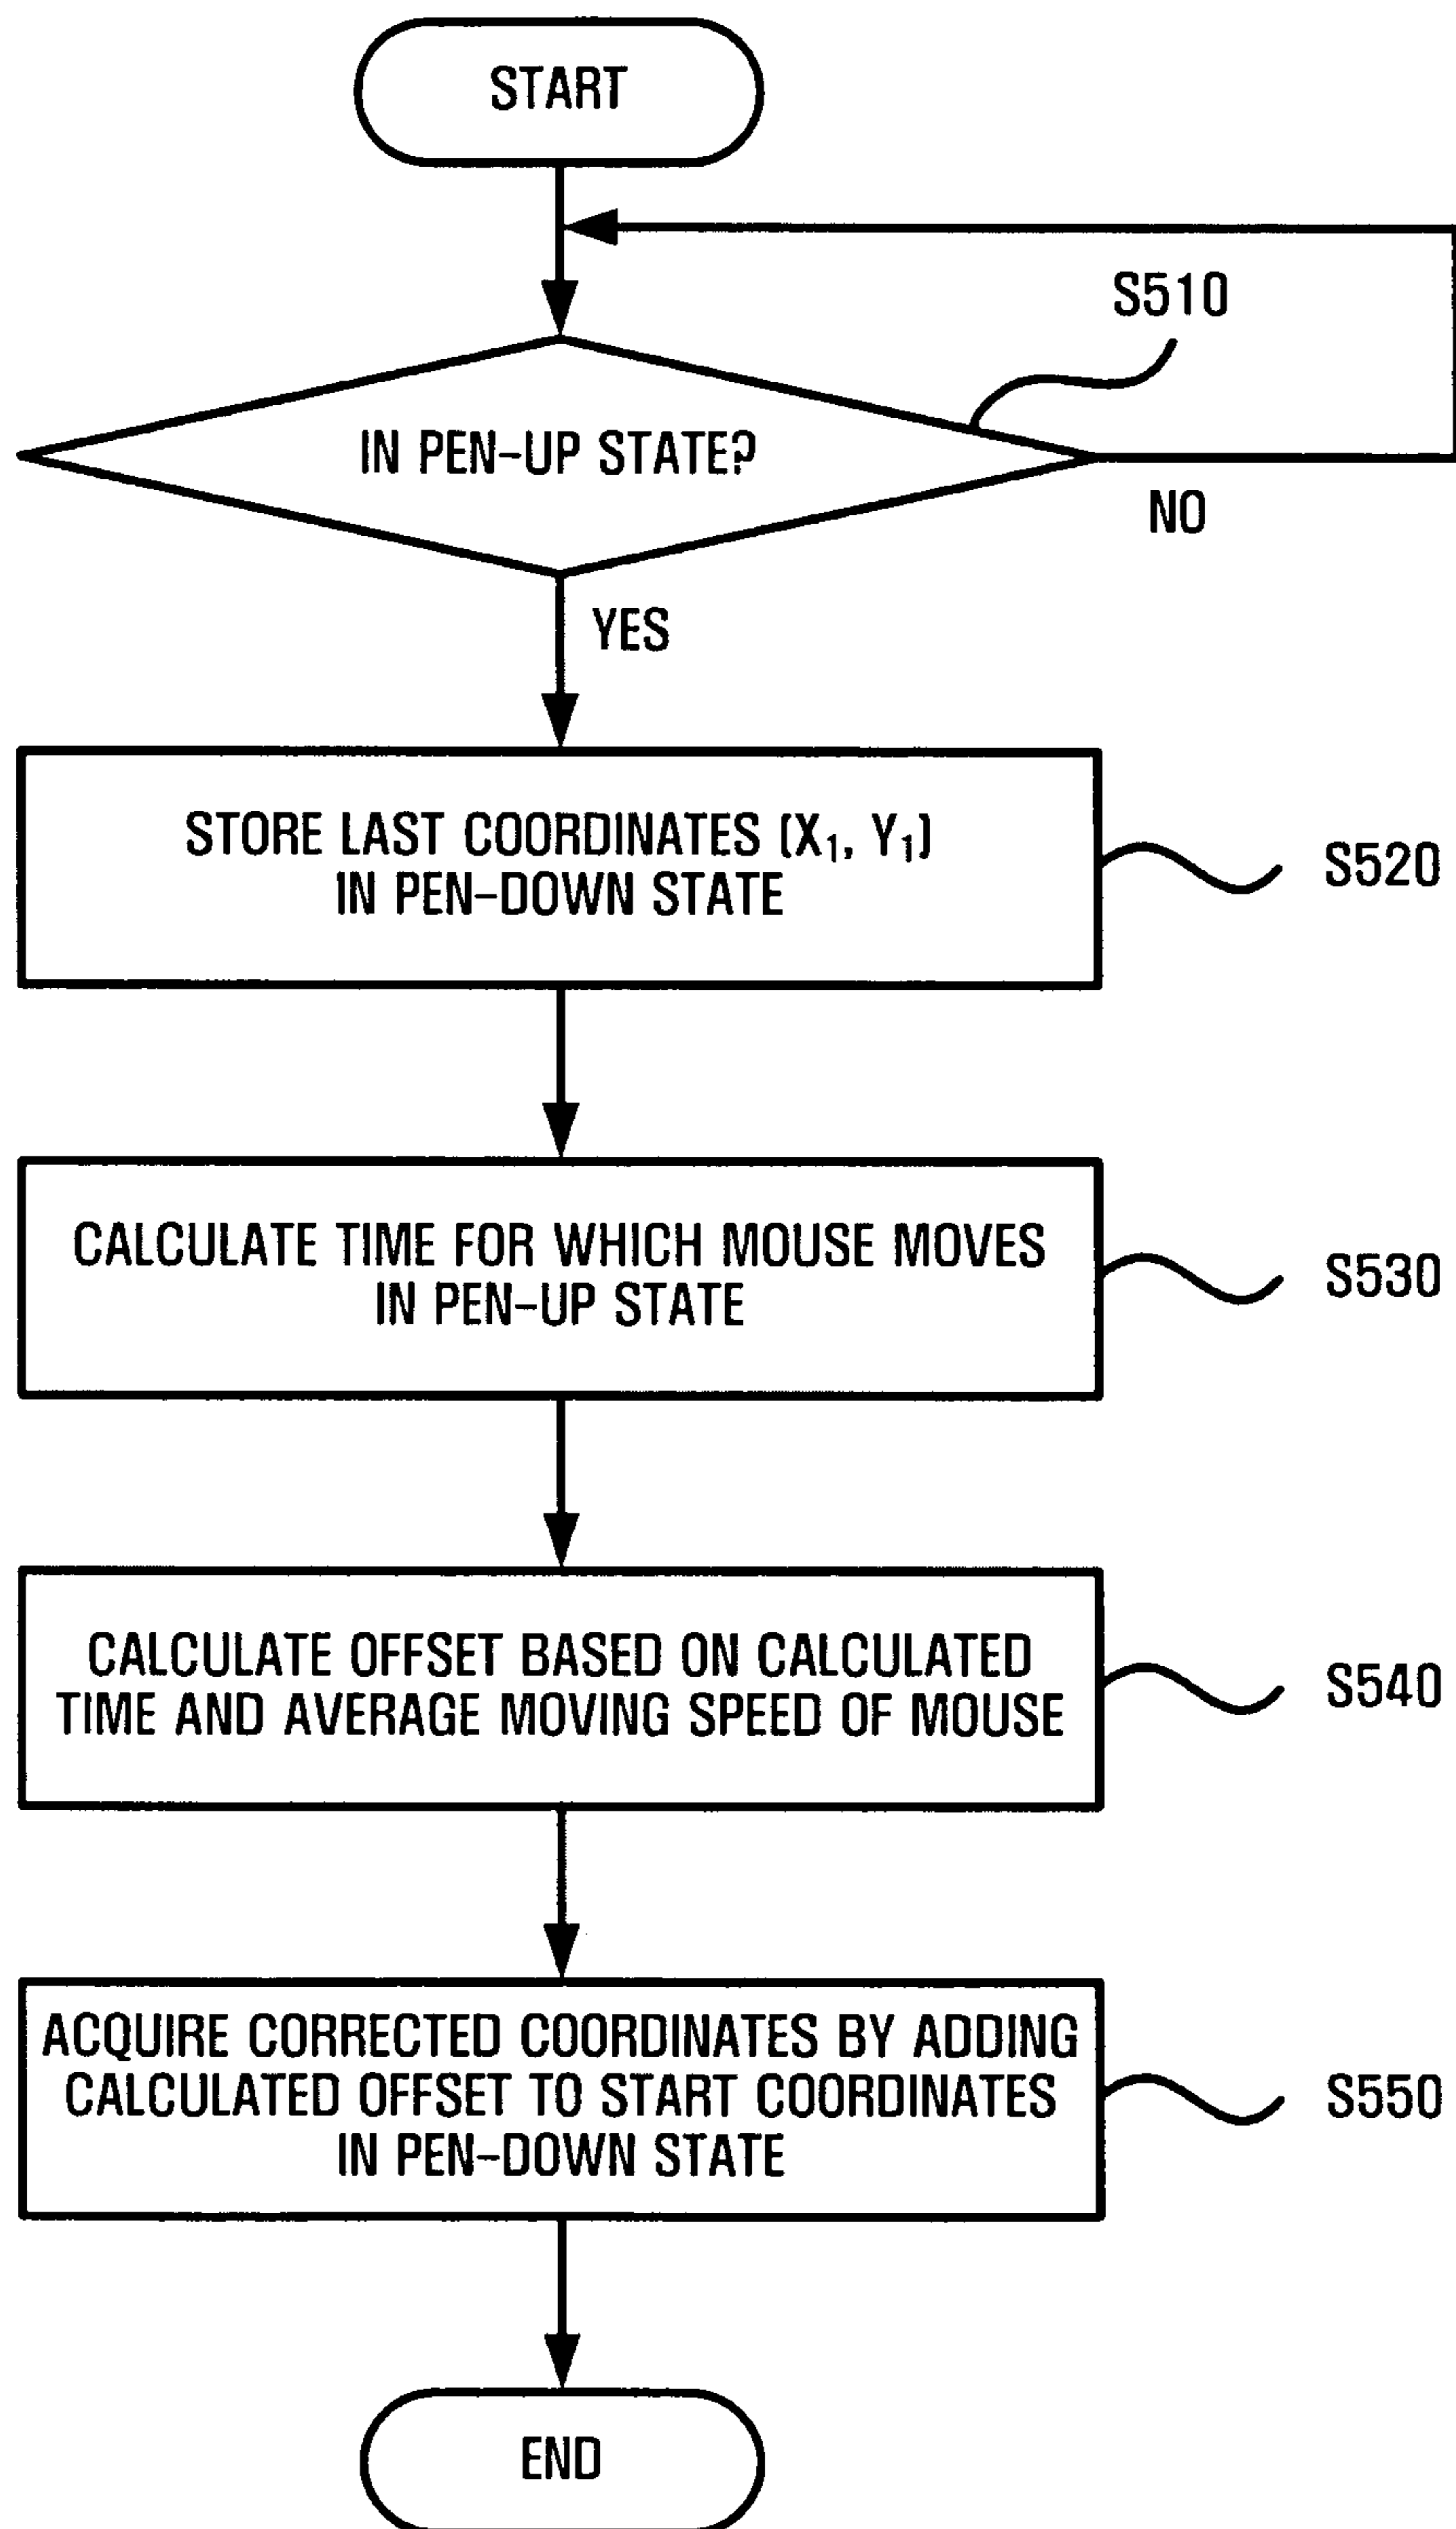 START
S510
IN PEN-UP STATE?
NO
YES
STORE LAST COORDINATES (X₁, Y₁)
IN PEN-DOWN STATE
S520
CALCULATE TIME FOR WHICH MOUSE MOVES
IN PEN-UP STATE
S530
CALCULATE OFFSET BASED ON CALCULATED
TIME AND AVERAGE MOVING SPEED OF MOUSE
S540
ACQUIRE CORRECTED COORDINATES BY ADDING
CALCULATED OFFSET TO START COORDINATES
IN PEN-DOWN STATE
S550
END